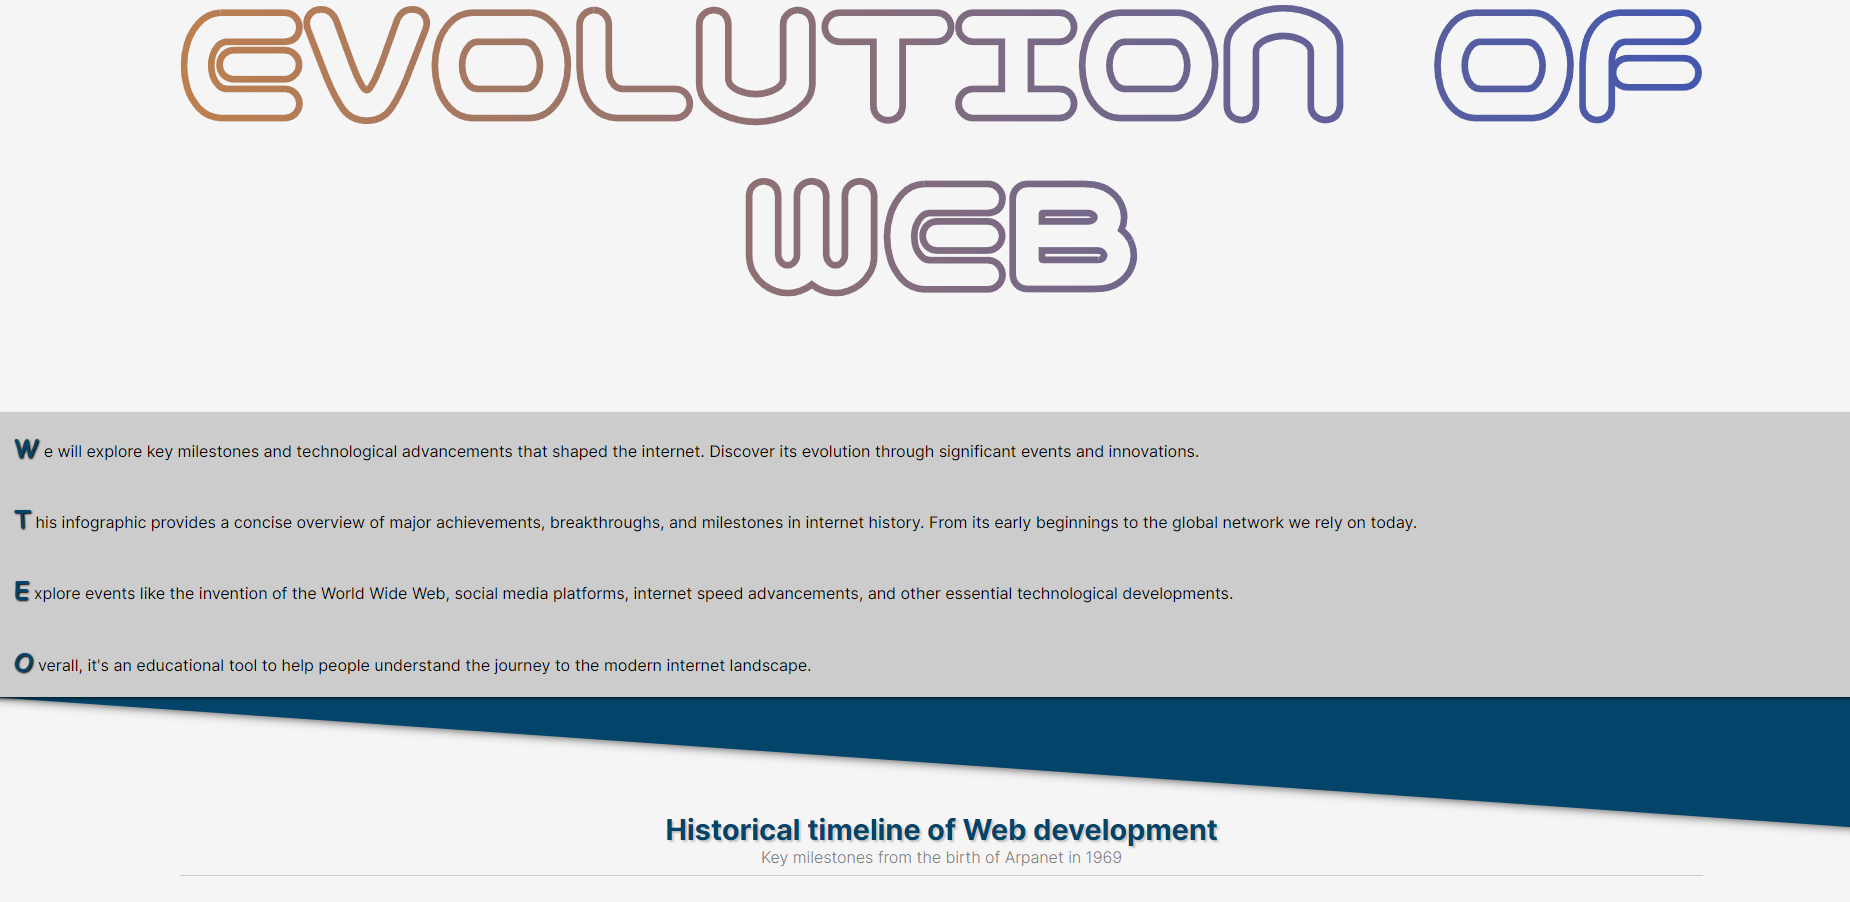 EVOLUTION OF
WEB
We will explore key milestones and technological advancements that shaped the internet. Discover its evolution through significant events and innovations.
This infographic provides a concise overview of major achievements, breakthroughs, and milestones in internet history. From its early beginnings to the global network we rely on today.
Explore events like the invention of the World Wide Web, social media platforms, internet speed advancements, and other essential technological developments.
Overall, it's an educational tool to help people understand the journey to the modern internet landscape.
Historical timeline of Web development
Key milestones from the birth of Arpanet in 1969